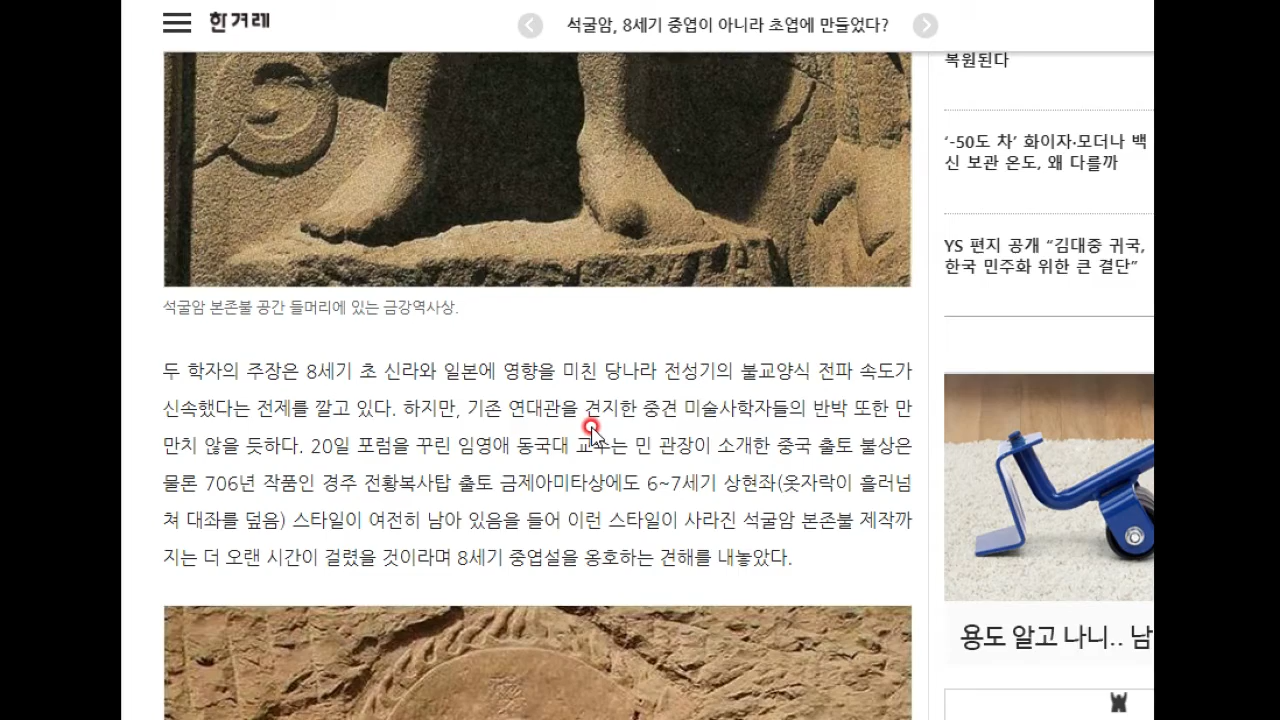 한겨레
석굴암, 8세기 중엽이 아니라 초엽에 만들었다?
석굴암 본존불 공간 들머리에 있는 금강역사상.
두 학자의 주장은 8세기 초 신라와 일본에 영향을 미친 당나라 전성기의 불교양식 전파 속도가
신속했다는 전제를 깔고 있다. 하지만, 기존 연대관을 견지한 중견 미술사학자들의 반박 또한 만
만치 않을 듯하다. 20일 포럼을 꾸린 임영애 동국대 교수는 민 관장이 소개한 중국 출토 불상은
물론 706년 작품인 경주 전황복사탑 출토 금제아미타상에도 6~7세기 상현좌(옷자락이 흘러넘
쳐 대좌를 덮음) 스타일이 여전히 남아 있음을 들어 이런 스타일이 사라진 석굴암 본존불 제작까
지는 더 오랜 시간이 걸렸을 것이라며 8세기 중엽설을 옹호하는 견해를 내놓았다.
복원된다
‘-50도 차’ 화이자·모더나 백
신 보관 온도, 왜 다를까
YS 편지 공개 “김대중 귀국,
한국 민주화 위한 큰 결단”
용도 알고 나니.. 남